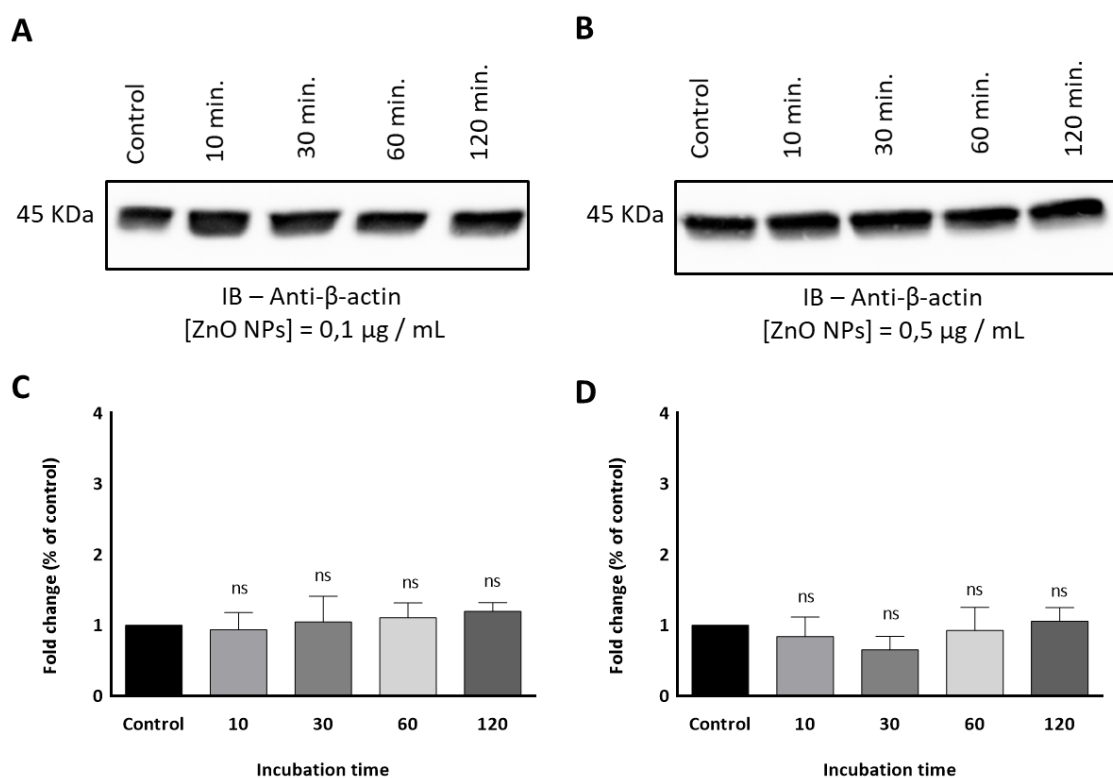 A
Control
10 min.
30 min.
60 min.
120 min.
45 KDa
IB – Anti-β-actin
[ZnO NPs] = 0,1 µg / mL
B
Control
10 min.
30 min.
60 min.
120 min.
45 KDa
IB – Anti-β-actin
[ZnO NPs] = 0,5 µg / mL
C
Fold change (% of control)
4
3
2
1
0
ns
ns
ns
ns
Control 10 30 60 120
Incubation time
D
Fold change (% of control)
4
3
2
1
0
ns
ns
ns
ns
Control 10 30 60 120
Incubation time